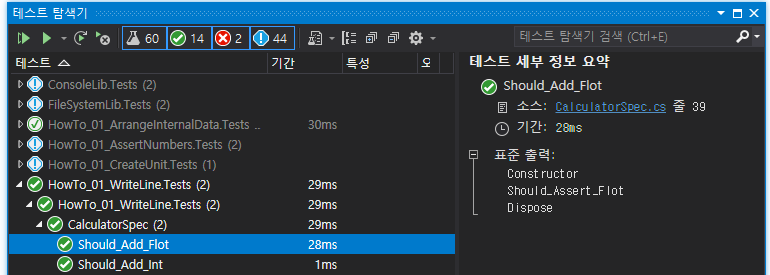 테스트 탐색기
60 14 2 44 테스트 탐색기 검색 (Ctrl+E)
테스트 기간 특성 오
ConsoleLib.Tests (2)
FileSystemLib.Tests (2)
HowTo_01_ArrangeInternalData.Tests .. 30ms
HowTo_01_AssertNumbers.Tests (2)
HowTo_01_CreateUnit.Tests (1)
HowTo_01_WriteLine.Tests (2) 29ms
HowTo_01_WriteLine.Tests (2) 29ms
CalculatorSpec (2) 29ms
Should_Add_Flot 28ms
Should_Add_Int 1ms
테스트 세부 정보 요약
Should_Add_Flot
소스: CalculatorSpec.cs 줄 39
기간: 28ms
표준 출력:
Constructor
Should_Assert_Flot
Dispose